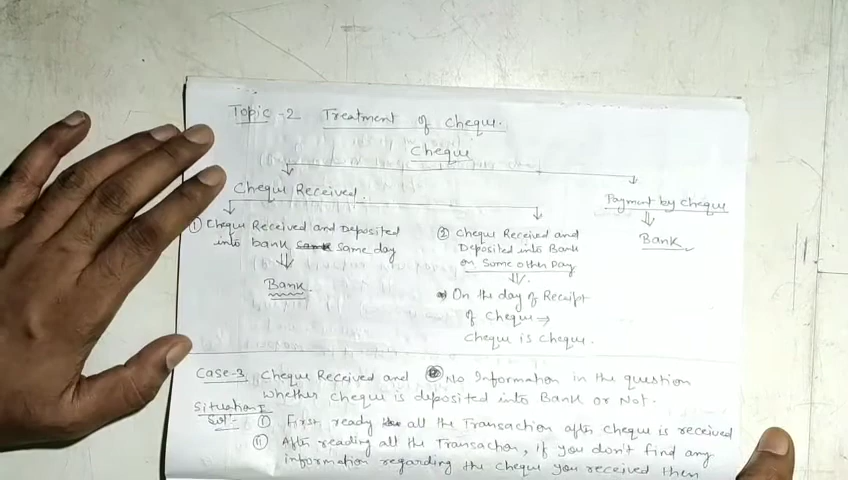 Topic-2 Treatment of Cheque.
Cheque
Cheque Received.
Payment by Cheque
Bank
① Cheque Received and Deposited
into bank same day
Bank.
② Cheque Received and
Deposited into Bank
on Some other Day
On the day of Receipt
of Cheque →
Cheque is Cheque.
Case-3 Cheque Received and No Information in the question
whether Cheque is deposited into Bank or Not.
Situation I
Sol:- ① First ready all the Transaction after cheque is received
② After reading all the Transaction, if you don't find any
information regarding the cheque you received then